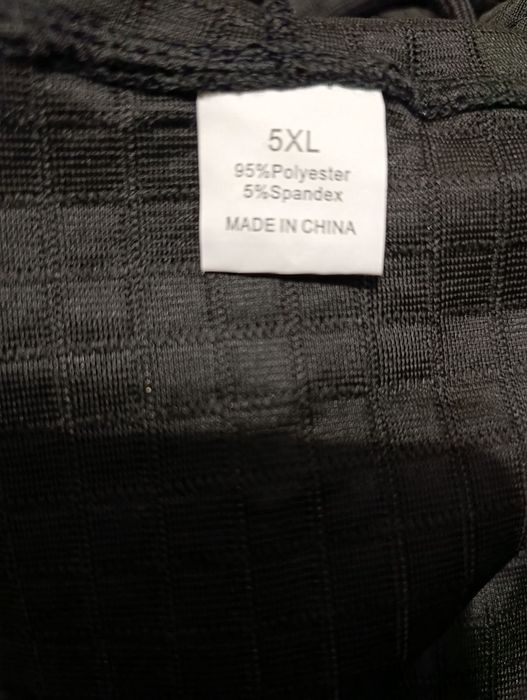 5XL
95%Polyester
5%Spandex
MADE IN CHINA